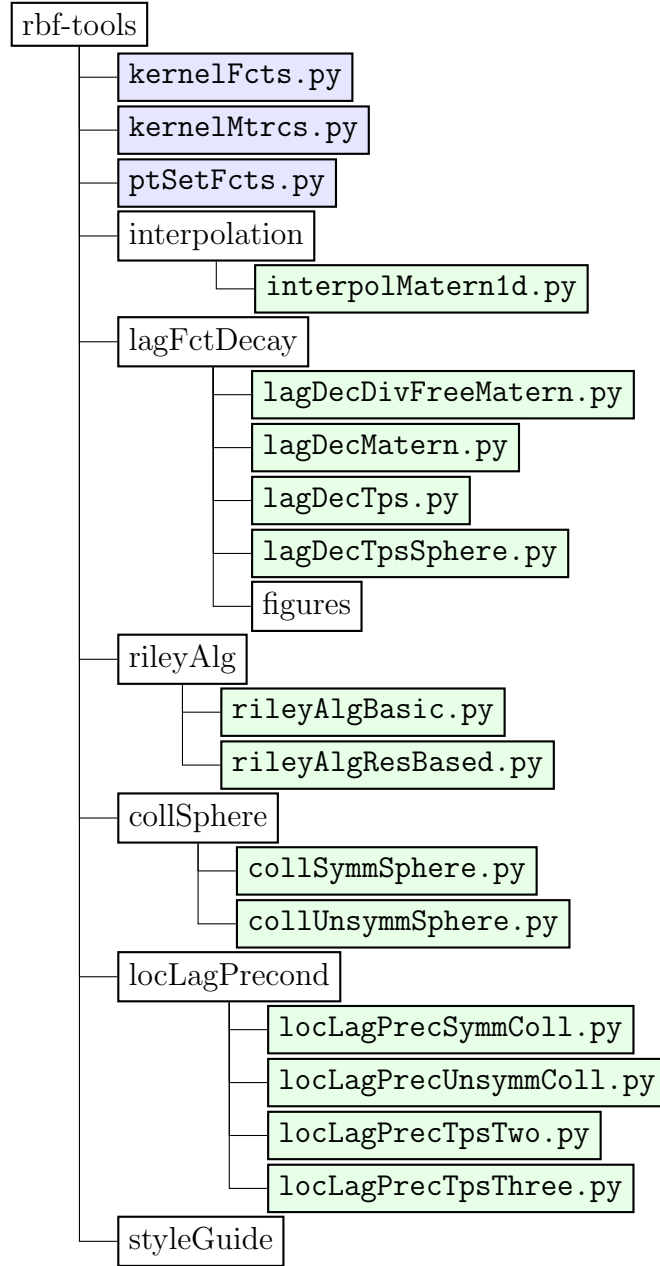 rbf-tools
kernelFcts.py
kernelMtrcs.py
ptSetFcts.py
interpolation
interpolMatern1d.py
lagFctDecay
lagDecDivFreeMatern.py
lagDecMatern.py
lagDecTps.py
lagDecTpsSphere.py
figures
rileyAlg
rileyAlgBasic.py
rileyAlgResBased.py
collSphere
collSymmSphere.py
collUnsymmSphere.py
locLagPrecond
locLagPrecSymmColl.py
locLagPrecUnsymmColl.py
locLagPrecTpsTwo.py
locLagPrecTpsThree.py
styleGuide